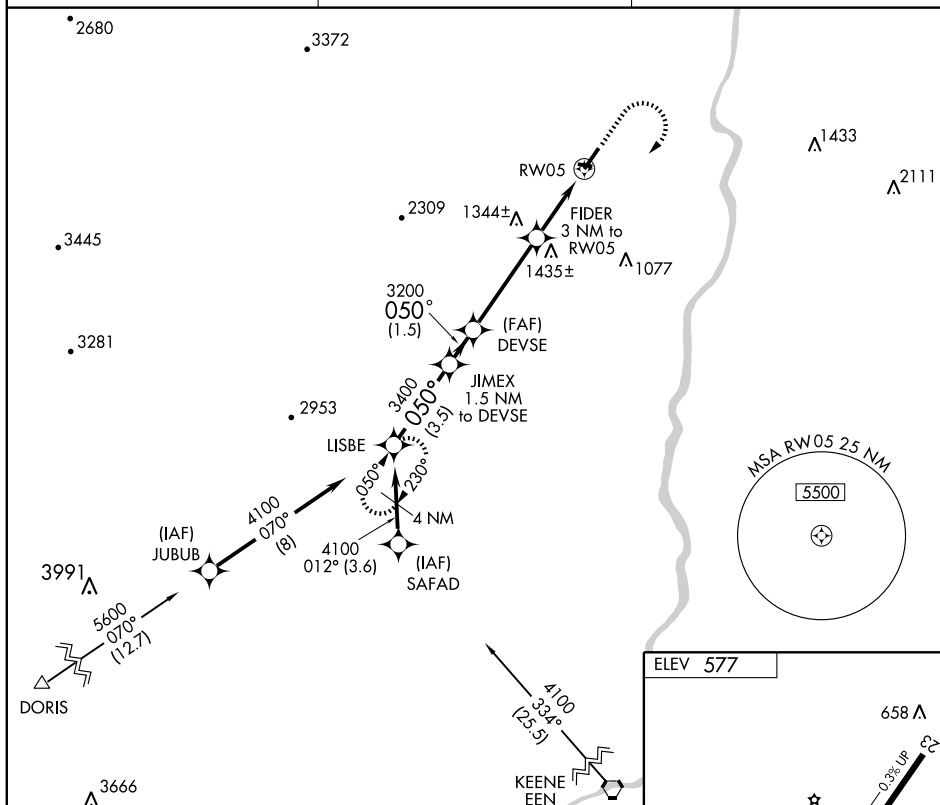 2680
3372
1433
2111
RW05
2309
1344±
FIDER
3 NM to
RW05
3445
1435±
1077
3200
050°
(1.5)
(FAF)
DEVSE
3281
JIMEX
1.5 NM
to DEVSE
3400
050°
(3.5)
2953
LISBE
050°
230°
MSA RW05 25 NM
5500
4 NM
4100
070°
(8)
(IAF)
JUBUB
4100
012° (3.6)
(IAF)
SAFAD
3991
5600
070°
(12.7)
DORIS
ELEV 577
4100
334°
(25.5)
658
23
0.3% UP
KEENE
EEN
3666